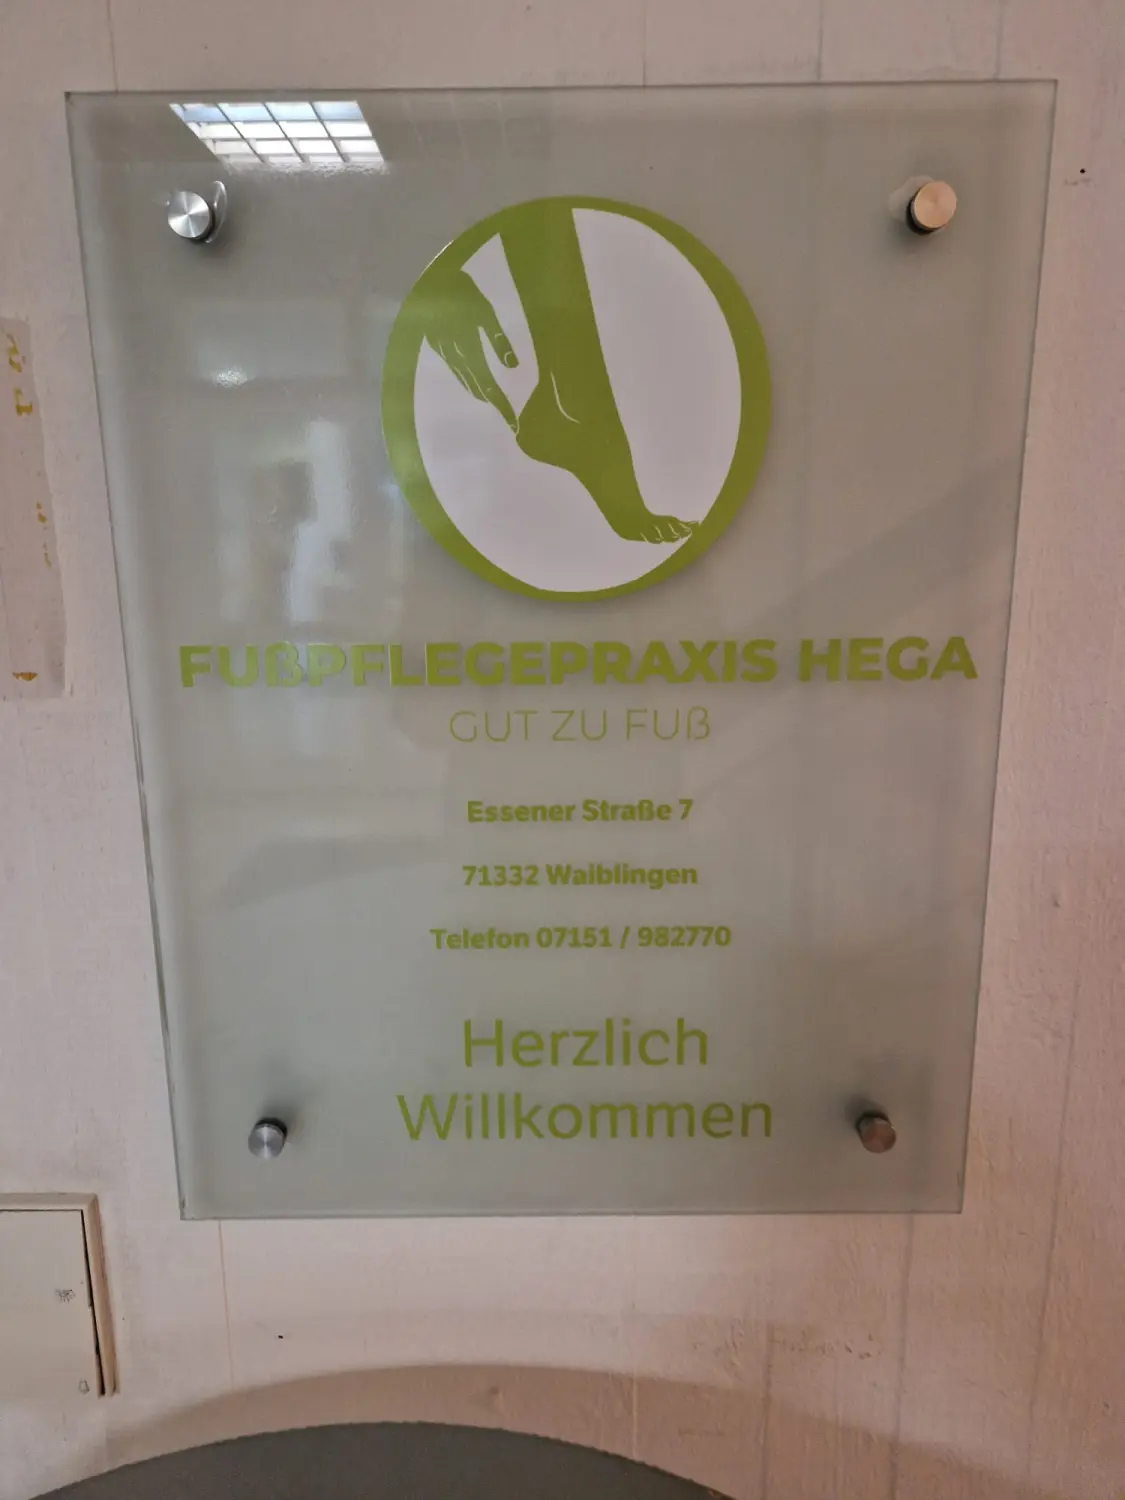 FUßPFLEGEPRAXIS HEGA
GUT ZU FUß
Essener Straße 7
71332 Waiblingen
Telefon 07151 / 982770
Herzlich
Willkommen